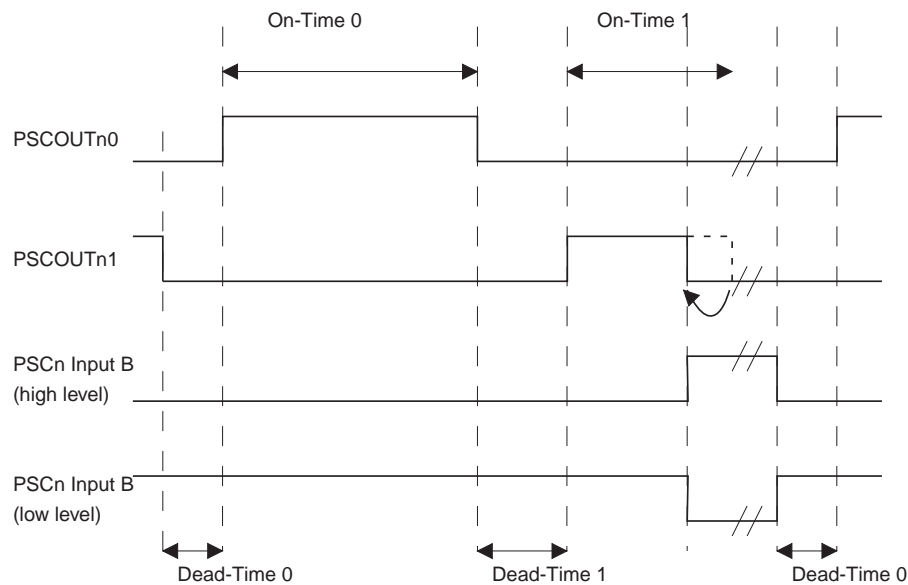 On-Time 0
On-Time 1
PSCOUTn0
PSCOUTn1
PSCn Input B
(high level)
PSCn Input B
(low level)
Dead-Time 0
Dead-Time 1
Dead-Time 0